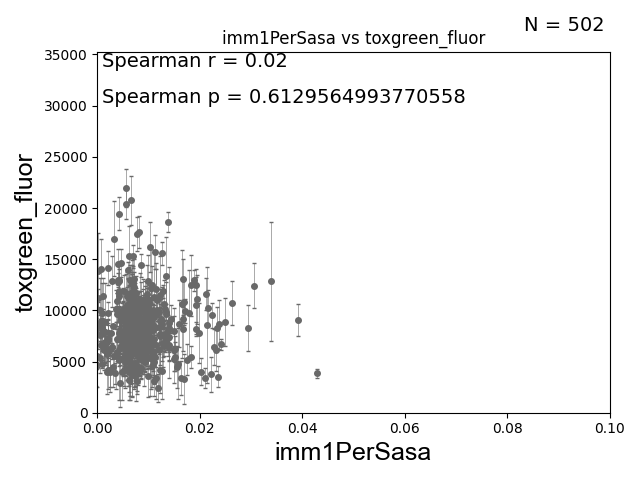 N = 502
imm1PerSasa vs toxgreen_fluor
Spearman r = 0.02
Spearman p = 0.6129564993770558
toxgreen_fluor
35000
30000
25000
20000
15000
10000
5000
0
0.00 0.02 0.04 0.06 0.08 0.10
imm1PerSasa